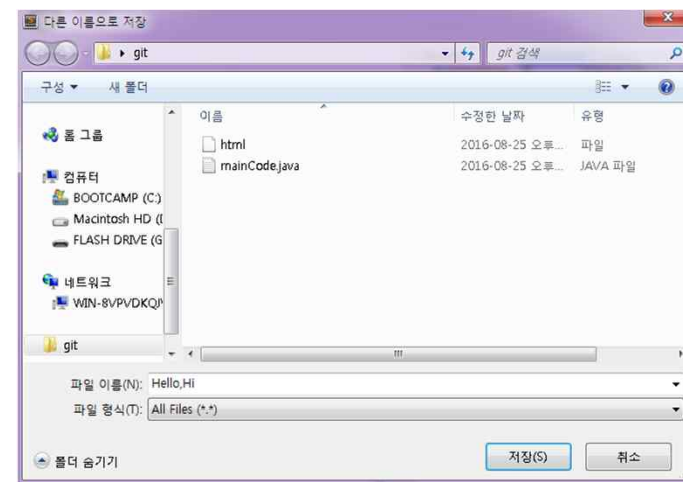 다른 이름으로 저장
git
git 검색
구성 새 폴더
이름 수정한 날짜 유형
홈 그룹
html 2016-08-25 오후... 파일
mainCode.java 2016-08-25 오후... JAVA 파일
컴퓨터
BOOTCAMP (C:)
Macintosh HD (
FLASH DRIVE (G
네트워크
WIN-8VPVDKQJ
git
파일 이름(N): Hello,Hi
파일 형식(T): All Files (*.*)
폴더 숨기기 저장(S) 취소